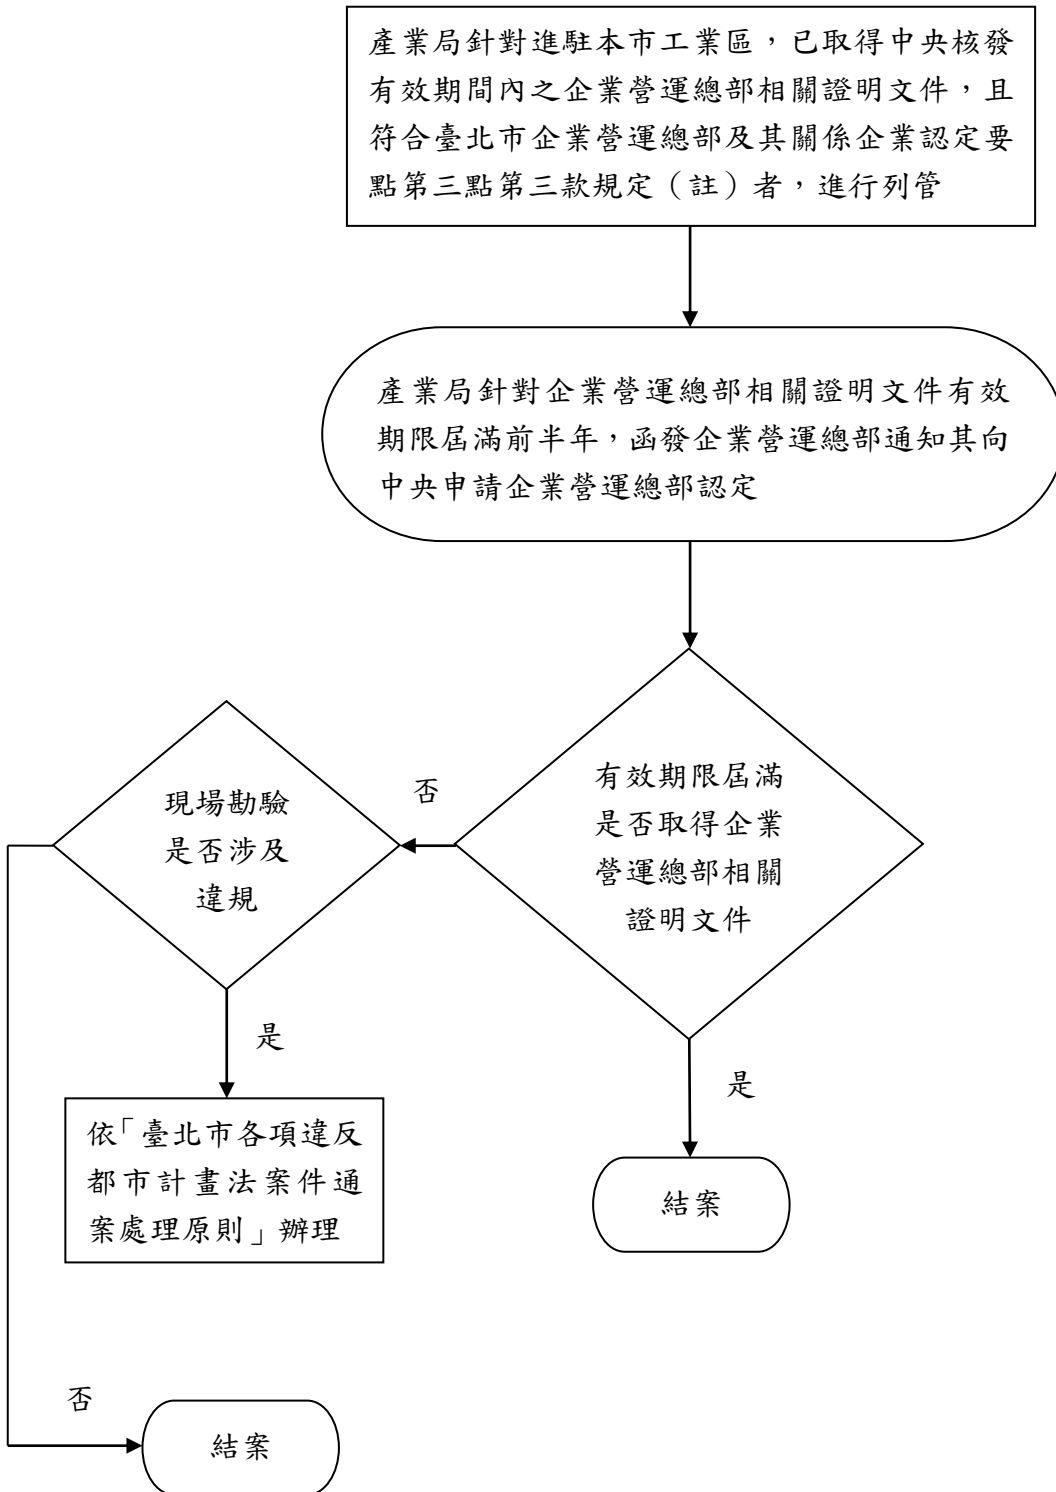 產業局針對進駐本市工業區，已取得中央核發
有效期間內之企業營運總部相關證明文件，且
符合臺北市企業營運總部及其關係企業認定要
點第三點第三款規定（註）者，進行列管
產業局針對企業營運總部相關證明文件有效
期限屆滿前半年，函發企業營運總部通知其向
中央申請企業營運總部認定
有效期限屆滿
是否取得企業
營運總部相關
證明文件
否
現場勘驗
是否涉及
違規
是
是
依「臺北市各項違反
都市計畫法案件通
案處理原則」辦理
結案
否
結案